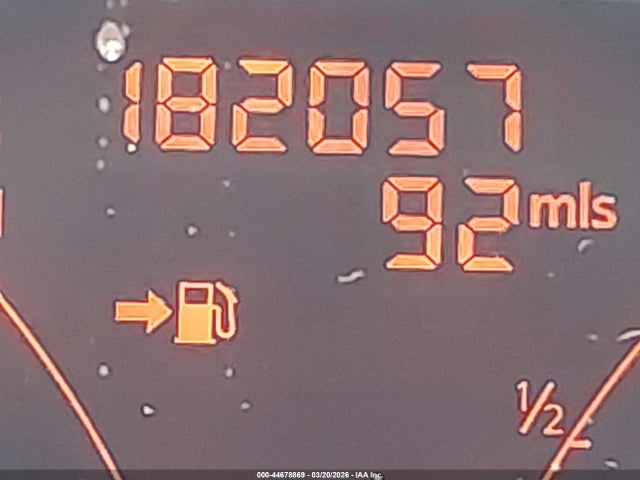 182057
92 mls
1/2
000-44678869 - 03/20/2026 - IAA Inc.